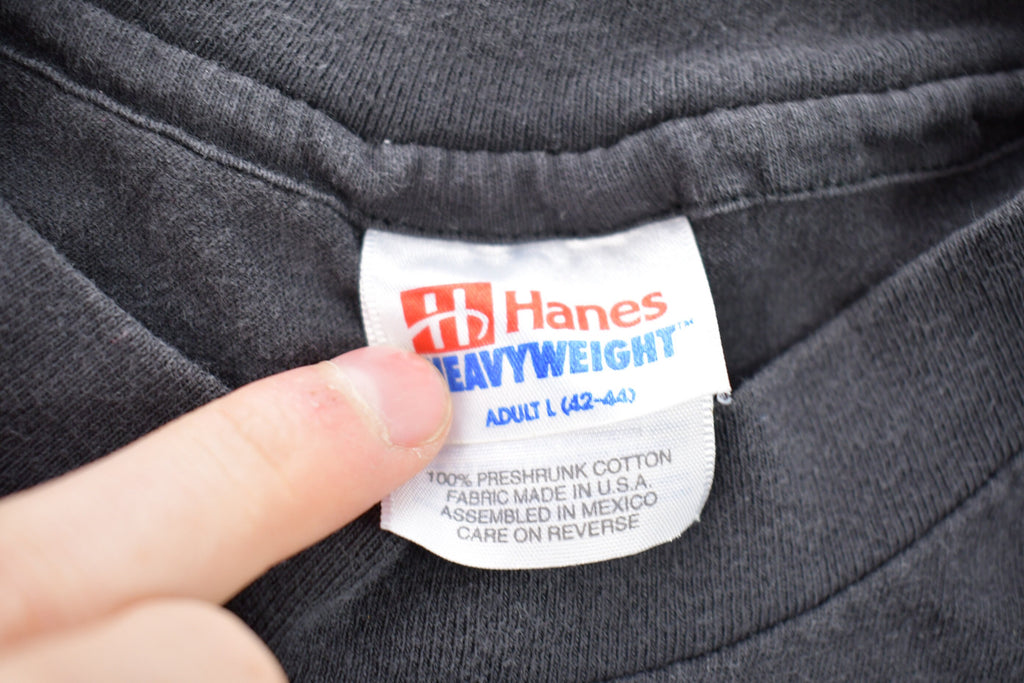 H Hanes
HEAVYWEIGHT™
ADULT L (42-44)
100% PRESHRUNK COTTON
FABRIC MADE IN U.S.A.
ASSEMBLED IN MEXICO
CARE ON REVERSE